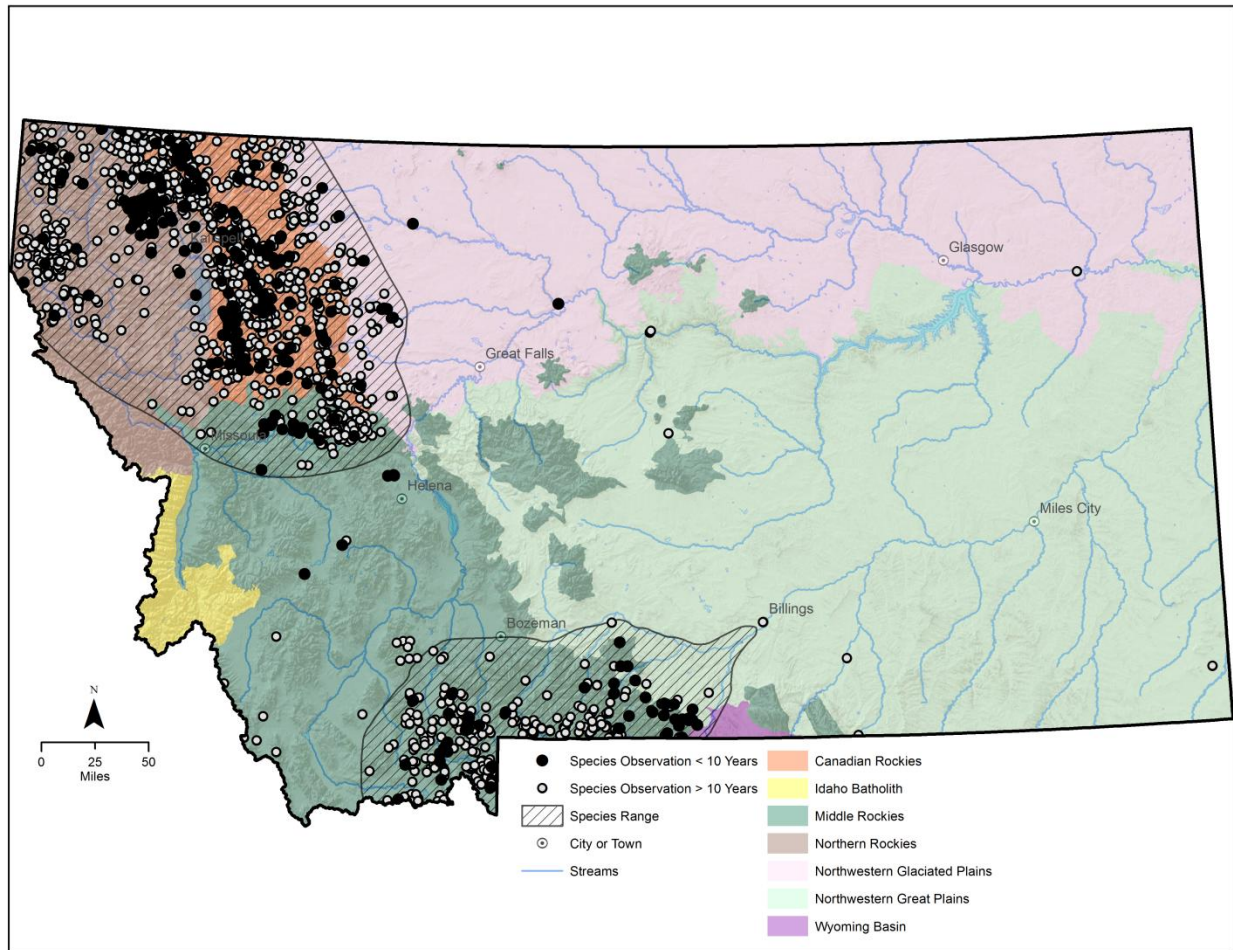 Kalispell
Glasgow
Great Falls
Missoula
Helena
Miles City
Billings
Bozeman
N
0 25 50
Miles
Species Observation < 10 Years
Species Observation > 10 Years
Species Range
City or Town
Streams
Canadian Rockies
Idaho Batholith
Middle Rockies
Northern Rockies
Northwestern Glaciated Plains
Northwestern Great Plains
Wyoming Basin